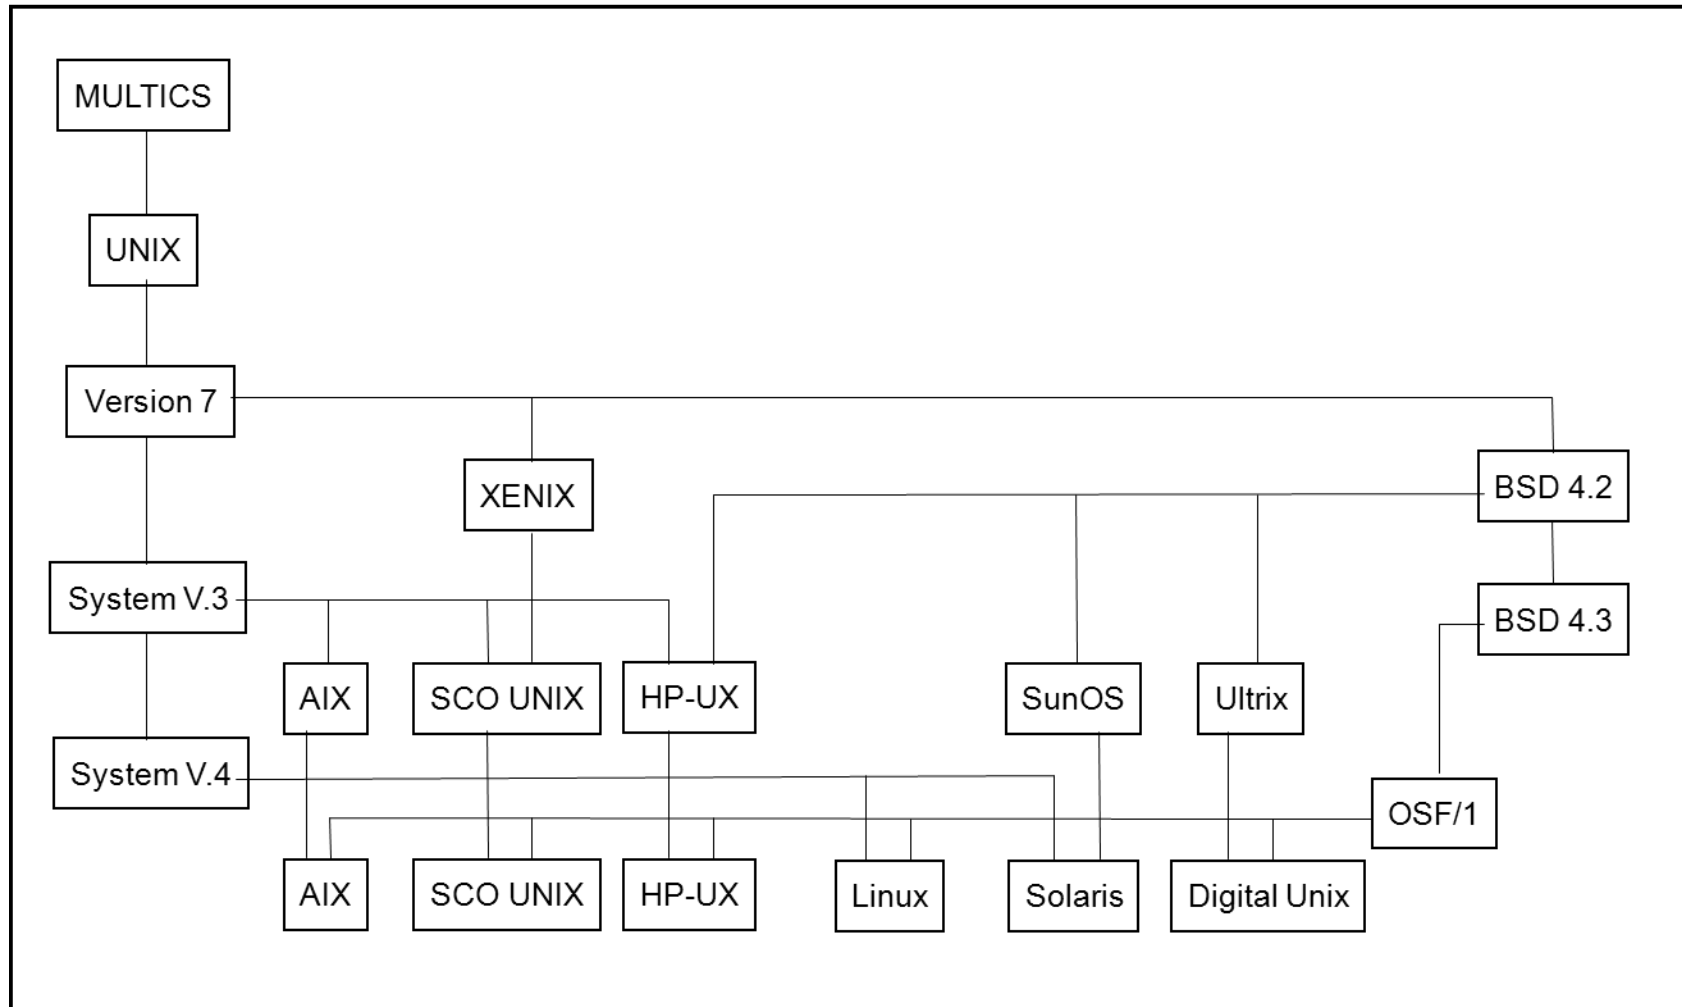 MULTICS
UNIX
Version 7
XENIX
BSD 4.2
System V.3
BSD 4.3
AIX
SCO UNIX
HP-UX
SunOS
Ultrix
System V.4
OSF/1
AIX
SCO UNIX
HP-UX
Linux
Solaris
Digital Unix